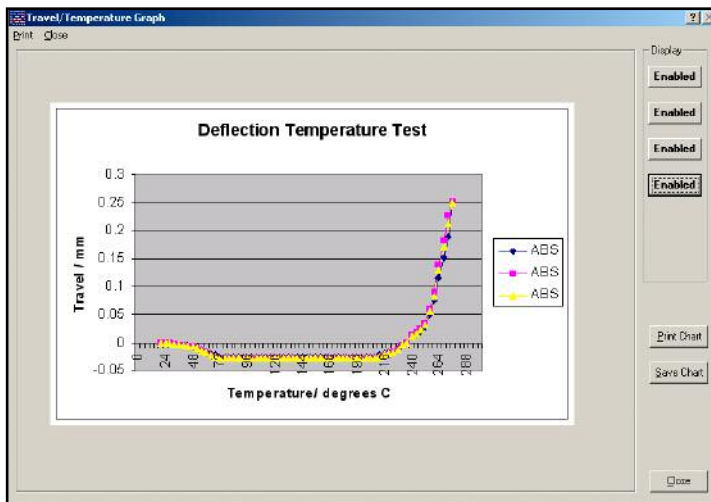 Travel/Temperature Graph
Print Close
Display
Enabled
Enabled
Enabled
Enabled
Deflection Temperature Test
Travel / mm
0.3
0.25
0.2
0.15
0.1
0.05
0
-0.05
0 24 48 72 96 120 144 168 192 216 240 264 288
Temperature/ degrees C
ABS
ABS
ABS
Print Chart
Save Chart
Close